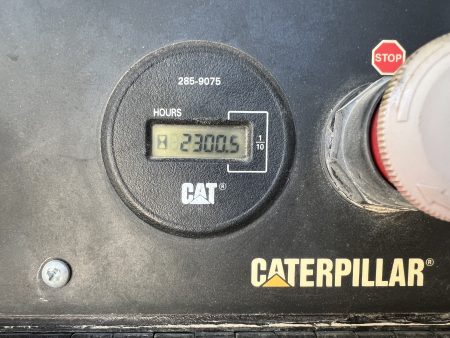 285-9075
STOP
HOURS
2300.5
1
10
CAT®
CATERPILLAR®